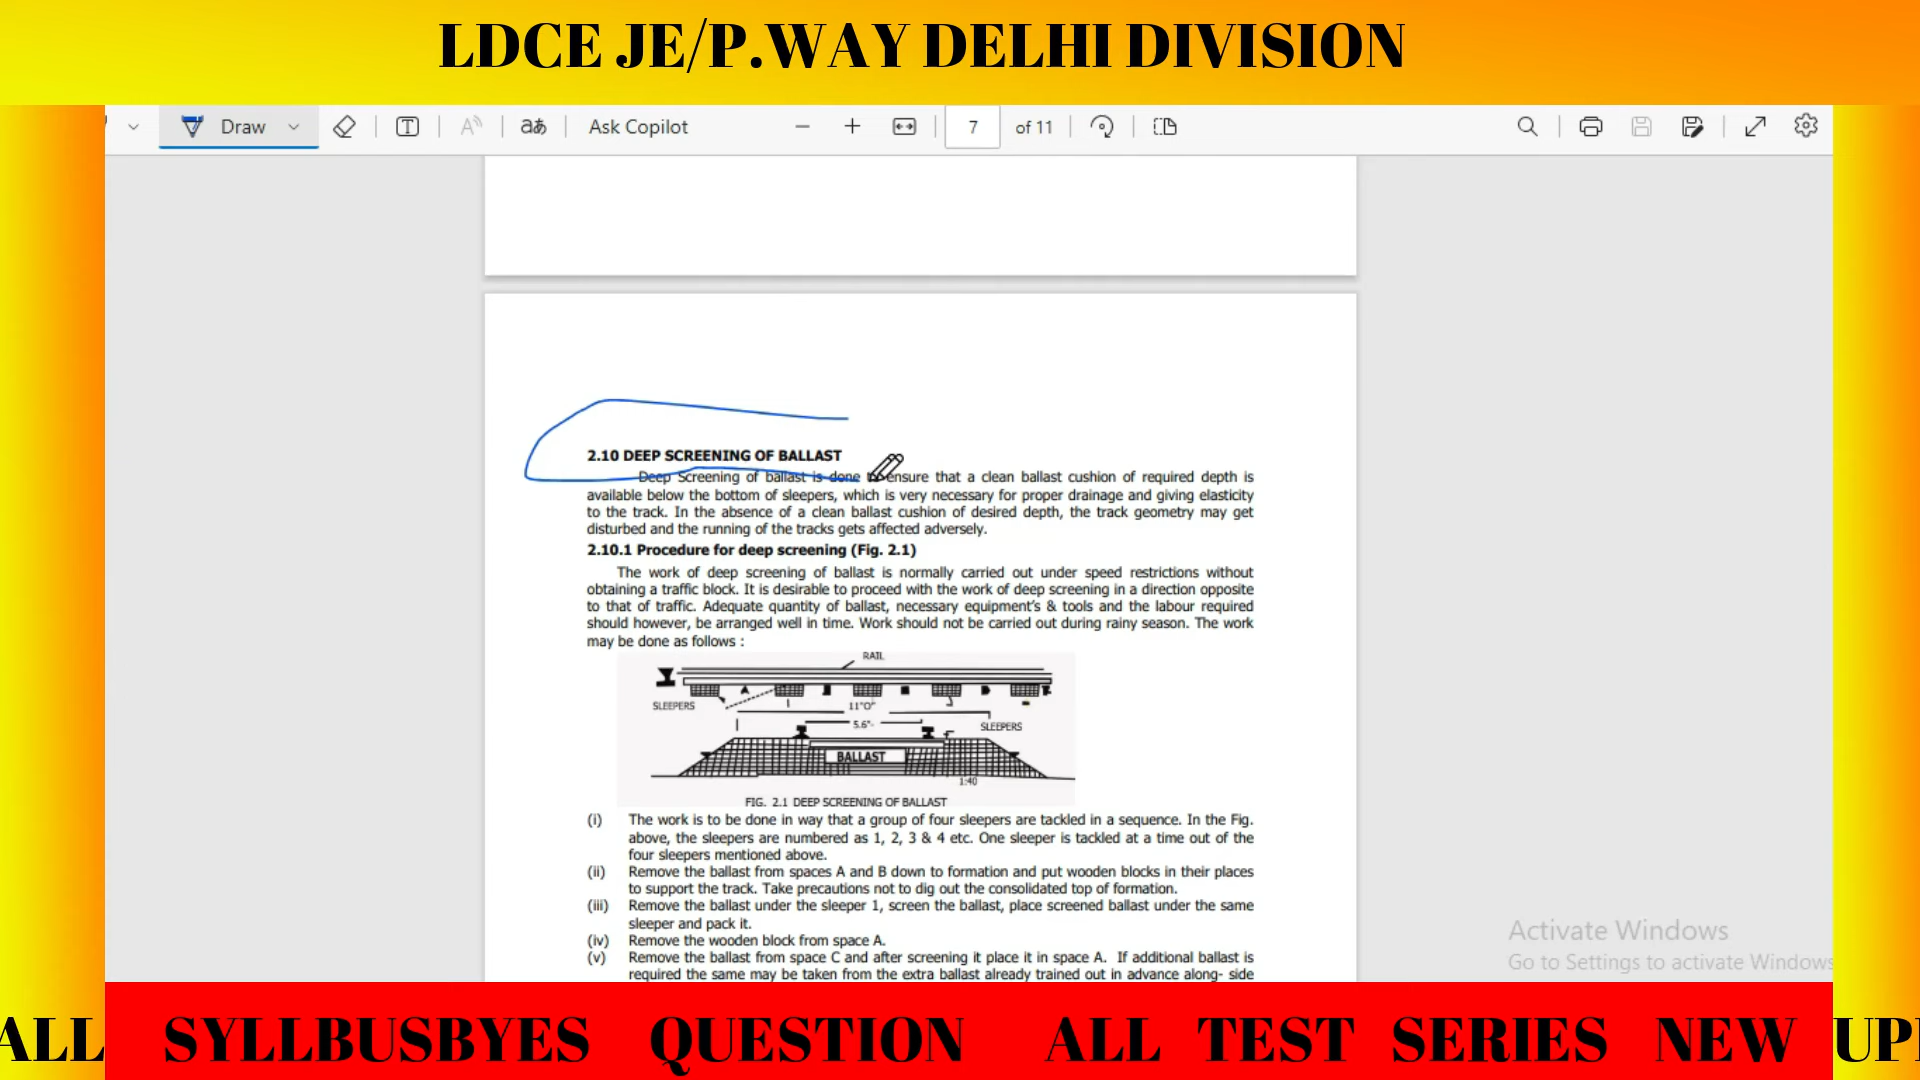 LDCE JE/P.WAY DELHI DIVISION
Draw
Ask Copilot
7 of 11
2.10 DEEP SCREENING OF BALLAST
Deep Screening of ballast is done to ensure that a clean ballast cushion of required depth is
available below the bottom of sleepers, which is very necessary for proper drainage and giving elasticity
to the track. In the absence of a clean ballast cushion of desired depth, the track geometry may get
disturbed and the running of the tracks gets affected adversely.
2.10.1 Procedure for deep screening (Fig. 2.1)
The work of deep screening of ballast is normally carried out under speed restrictions without
obtaining a traffic block. It is desirable to proceed with the work of deep screening in a direction opposite
to that of traffic. Adequate quantity of ballast, necessary equipment's & tools and the labour required
should however, be arranged well in time. Work should not be carried out during rainy season. The work
may be done as follows :
RAIL
A
SLEEPERS
11"0"
5.6"-
SLEEPERS
BALLAST
1:40
FIG. 2.1 DEEP SCREENING OF BALLAST
(i) The work is to be done in way that a group of four sleepers are tackled in a sequence. In the Fig.
above, the sleepers are numbered as 1, 2, 3 & 4 etc. One sleeper is tackled at a time out of the
four sleepers mentioned above.
(ii) Remove the ballast from spaces A and B down to formation and put wooden blocks in their places
to support the track. Take precautions not to dig out the consolidated top of formation.
(iii) Remove the ballast under the sleeper 1, screen the ballast, place screened ballast under the same
sleeper and pack it.
(iv) Remove the wooden block from space A.
(v) Remove the ballast from space C and after screening it place it in space A. If additional ballast is
required the same may be taken from the extra ballast already trained out in advance along- side
Activate Windows
Go to Settings to activate Windows
ALL SYLLBUSBYES QUESTION ALL TEST SERIES NEW UP